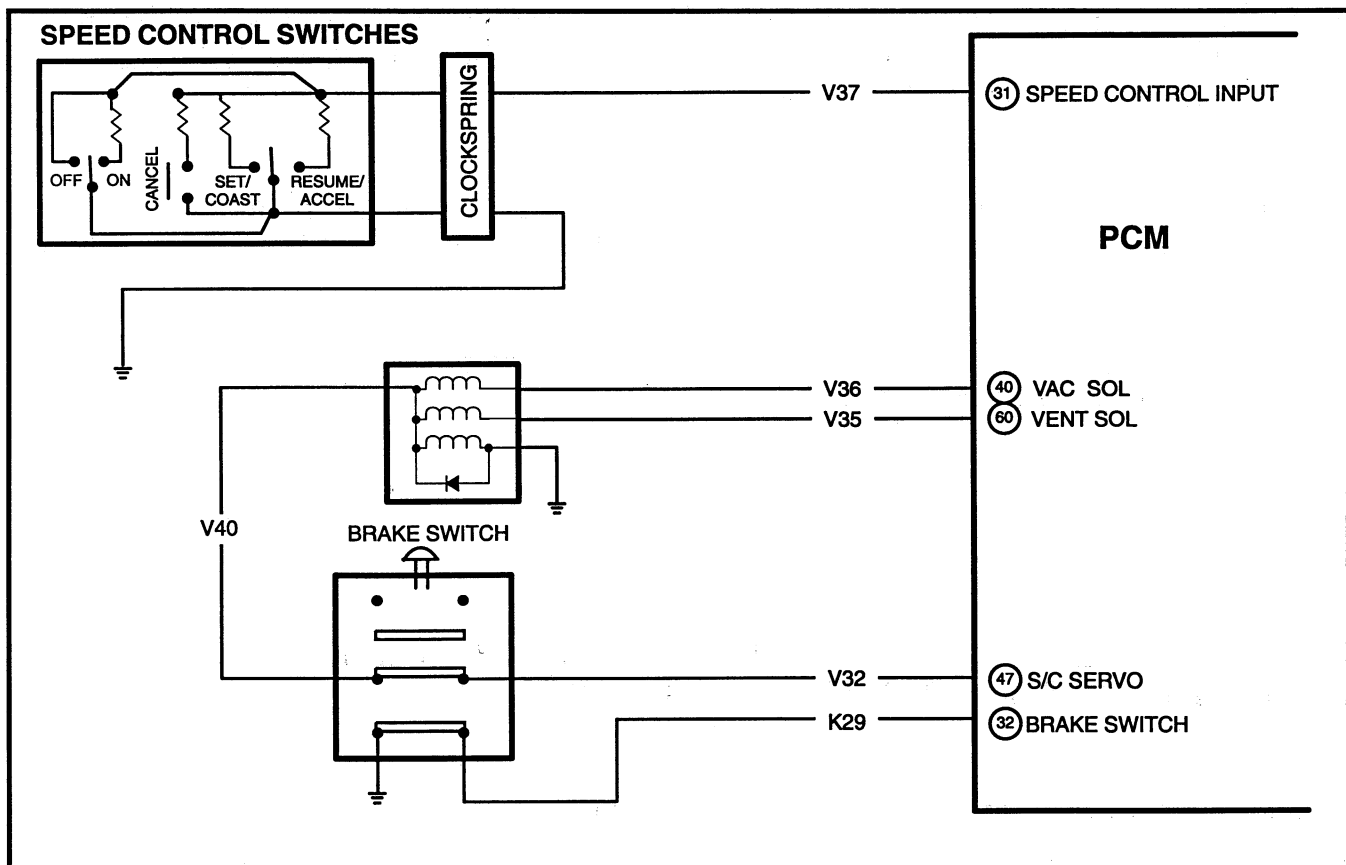 SPEED CONTROL SWITCHES
OFF
ON
CANCEL
SET/
COAST
RESUME/
ACCEL
CLOCKSPRING
V37
31 SPEED CONTROL INPUT
PCM
V36
40 VAC SOL
V35
60 VENT SOL
V40
BRAKE SWITCH
V32
47 S/C SERVO
K29
32 BRAKE SWITCH